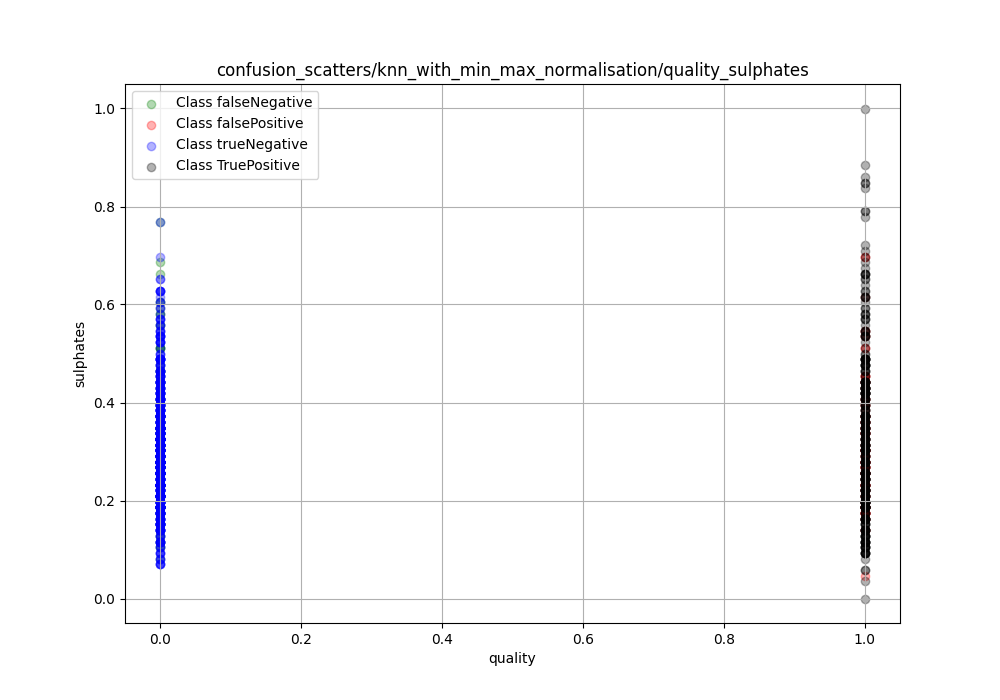 confusion_scatters/knn_with_min_max_normalisation/quality_sulphates
Class falseNegative
Class falsePositive
Class trueNegative
Class TruePositive
1.0
0.8
0.6
0.4
0.2
0.0
sulphates
0.0 0.2 0.4 0.6 0.8 1.0
quality